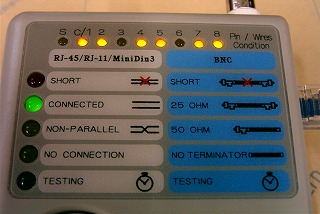 S C/1 2 3 4 5 6 7 8 Pin / Wires
Condition
RJ-45/RJ-11/MiniDin3 BNC
SHORT SHORT
CONNECTED 25 OHM
NON-PARALLEL 50 OHM
NO CONNECTION NO TERMINATOR
TESTING TESTING